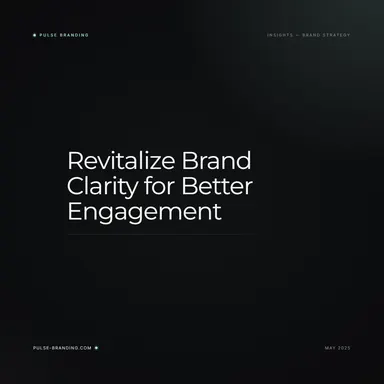 PULSE BRANDING
INSIGHTS – BRAND STRATEGY
Revitalize Brand
Clarity for Better
Engagement
PULSE-BRANDING.COM
MAY 2025